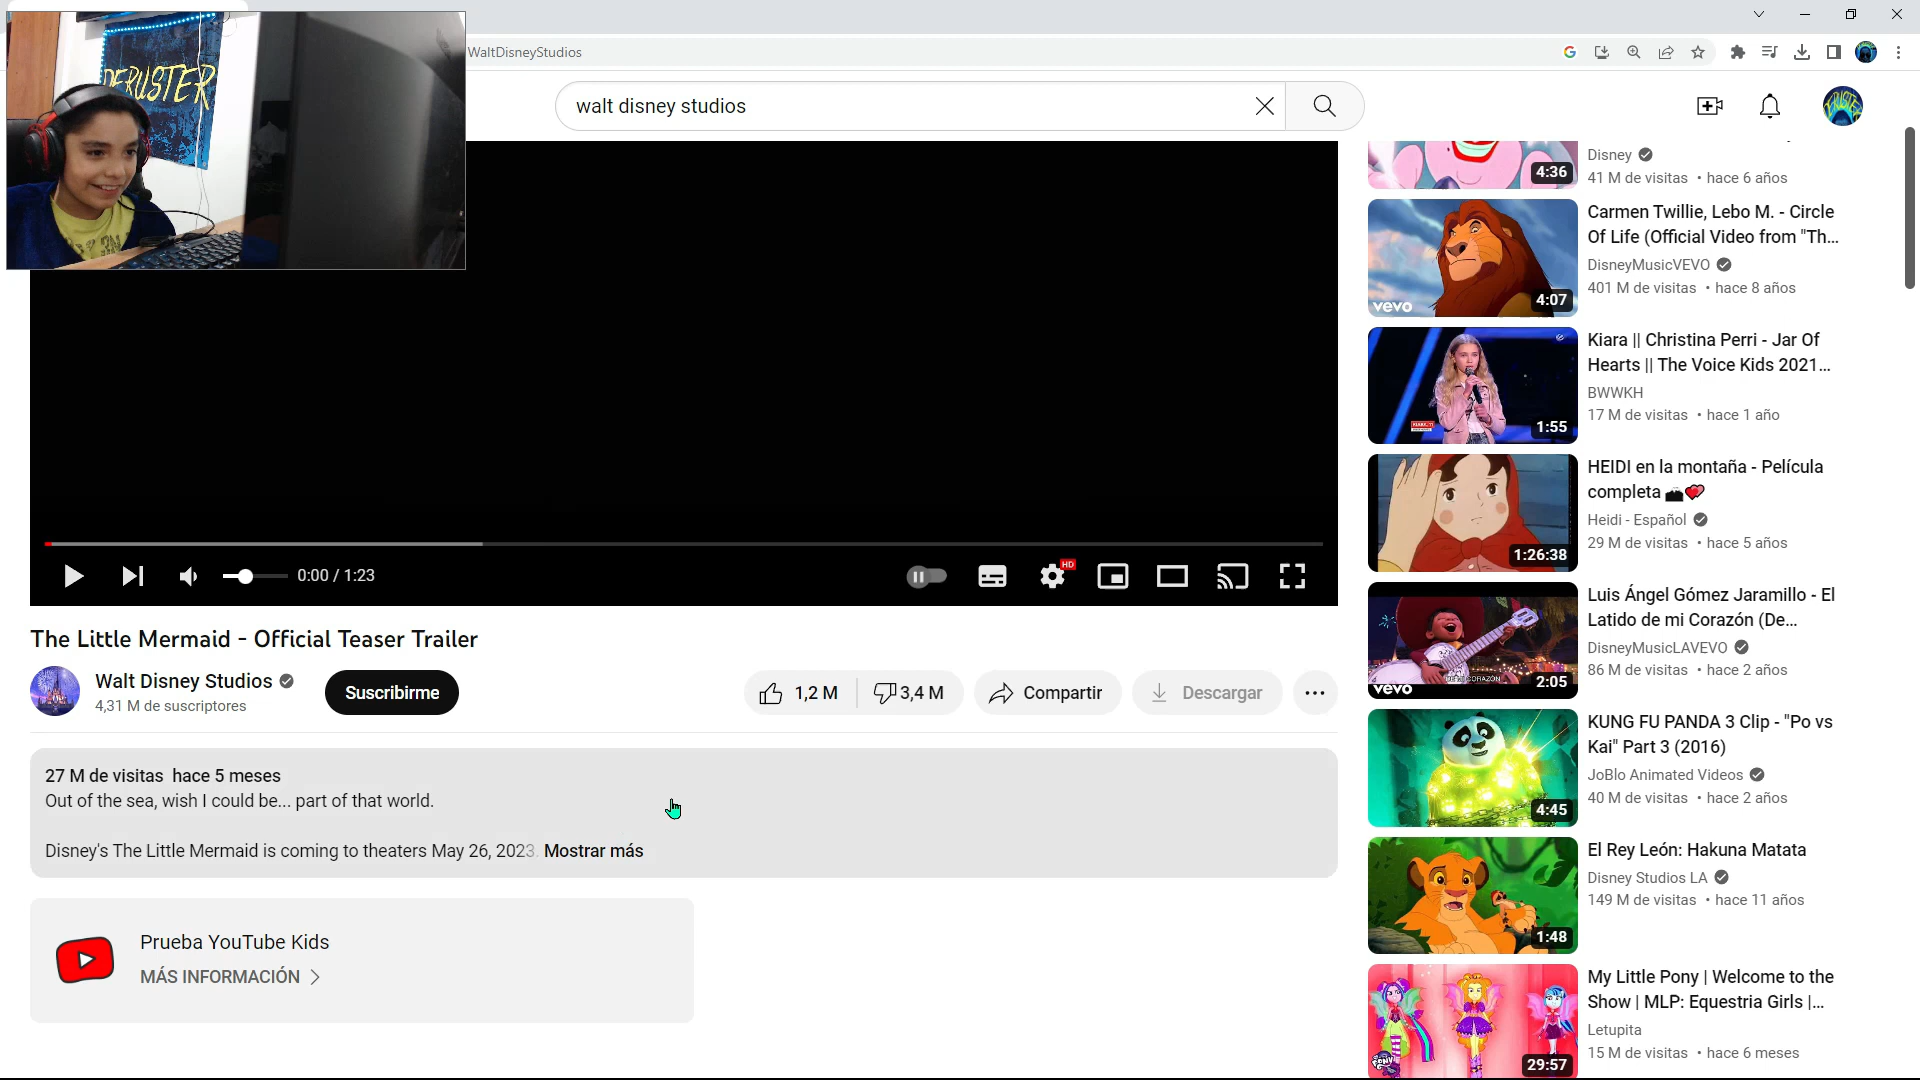 DERUSTER
WaltDisneyStudios
walt disney studios
0:00 / 1:23
HD
The Little Mermaid - Official Teaser Trailer
Walt Disney Studios
4,31 M de suscriptores
Suscribirme
1,2 M
3,4 M
Compartir
Descargar
27 M de visitas hace 5 meses
Out of the sea, wish I could be... part of that world.
Disney's The Little Mermaid is coming to theaters May 26, 2023. Mostrar más
Prueba YouTube Kids
MÁS INFORMACIÓN
4:36
Disney
41 M de visitas • hace 6 años
vevo
4:07
Carmen Twillie, Lebo M. - Circle
Of Life (Official Video from "Th...
DisneyMusicVEVO
401 M de visitas • hace 8 años
1:55
Kiara || Christina Perri - Jar Of
Hearts || The Voice Kids 2021...
BWWKH
17 M de visitas • hace 1 año
1:26:38
HEIDI en la montaña - Película
completa
Heidi - Español
29 M de visitas • hace 5 años
vevo
2:05
Luis Ángel Gómez Jaramillo - El
Latido de mi Corazón (De...
DisneyMusicLAVEVO
86 M de visitas • hace 2 años
4:45
KUNG FU PANDA 3 Clip - "Po vs
Kai" Part 3 (2016)
JoBlo Animated Videos
40 M de visitas • hace 2 años
1:48
El Rey León: Hakuna Matata
Disney Studios LA
149 M de visitas • hace 11 años
29:57
My Little Pony | Welcome to the
Show | MLP: Equestria Girls |...
Letupita
15 M de visitas • hace 6 meses